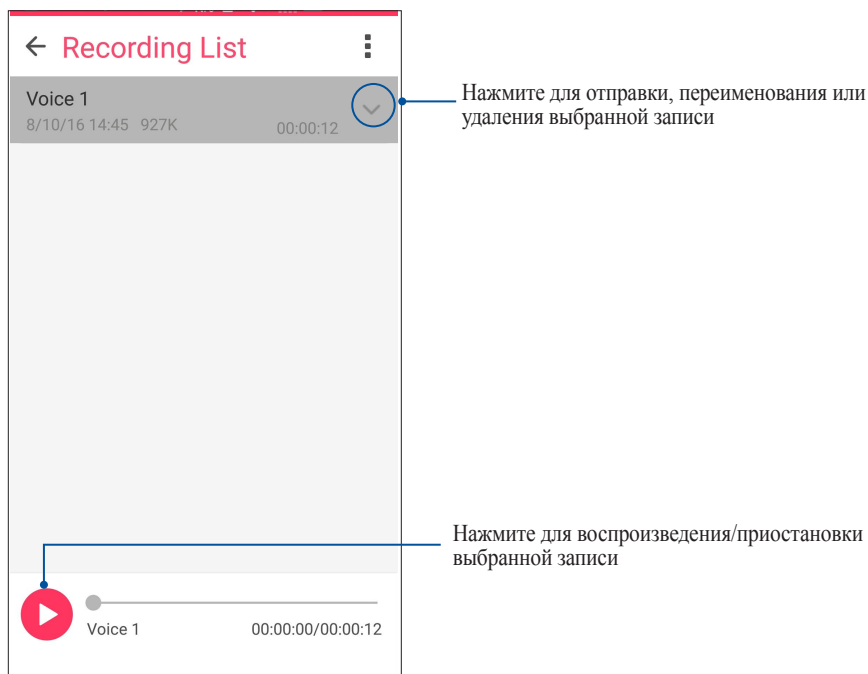 Recording List
Voice 1
8/10/16 14:45 927K 00:00:12
Нажмите для отправки, переименования или
удаления выбранной записи
Нажмите для воспроизведения/приостановки
выбранной записи
Voice 1 00:00:00/00:00:12